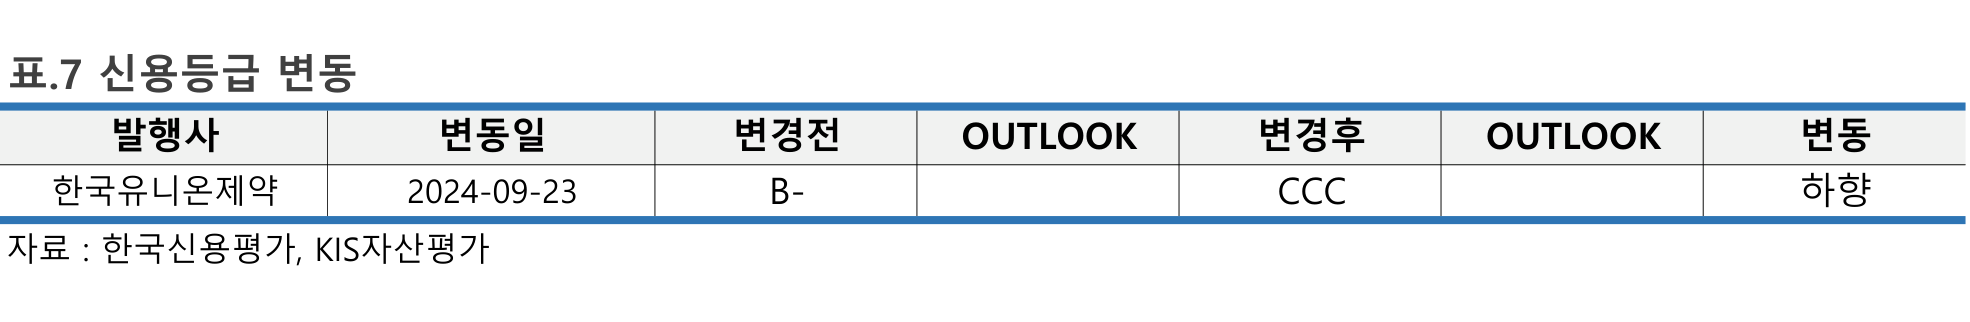 표.7 신용등급 변동
발행사 변동일 변경전 OUTLOOK 변경후 OUTLOOK 변동
한국유니온제약 2024-09-23 B- CCC 하향
자료 : 한국신용평가, KIS자산평가